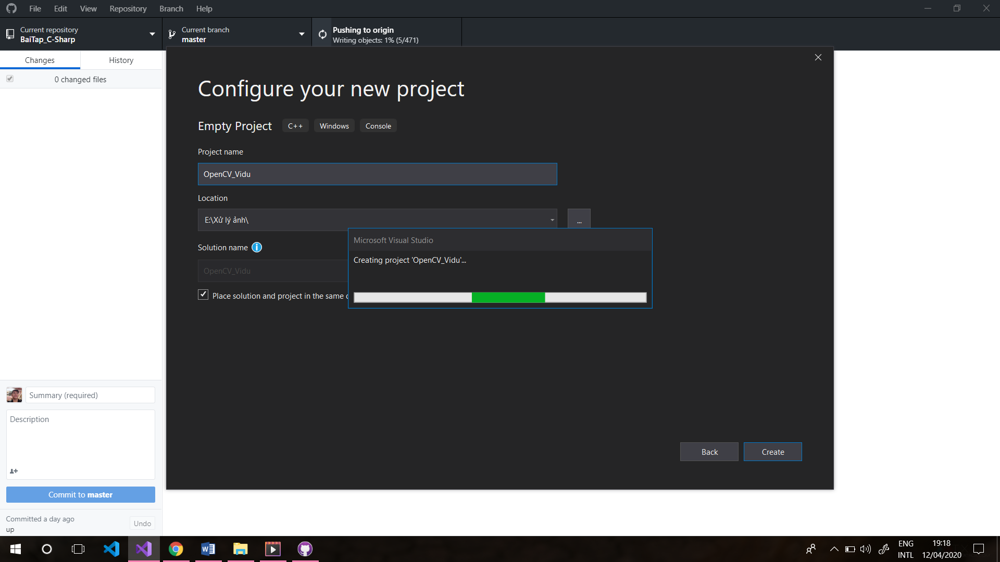 File Edit View Repository Branch Help
Current repository
BaiTap_C-Sharp
Current branch
master
Pushing to origin
Writing objects: 1% (5/471)
Changes
History
0 changed files
Configure your new project
Empty Project
C++
Windows
Console
Project name
OpenCV_Vidu
Location
E:\Xử lý ảnh\
...
Solution name
OpenCV_Vidu
Place solution and project in the same
Microsoft Visual Studio
Creating project 'OpenCV_Vidu'...
Back
Create
Summary (required)
Description
Commit to master
Committed a day ago
up
Undo
ENG
INTL
19:18
12/04/2020